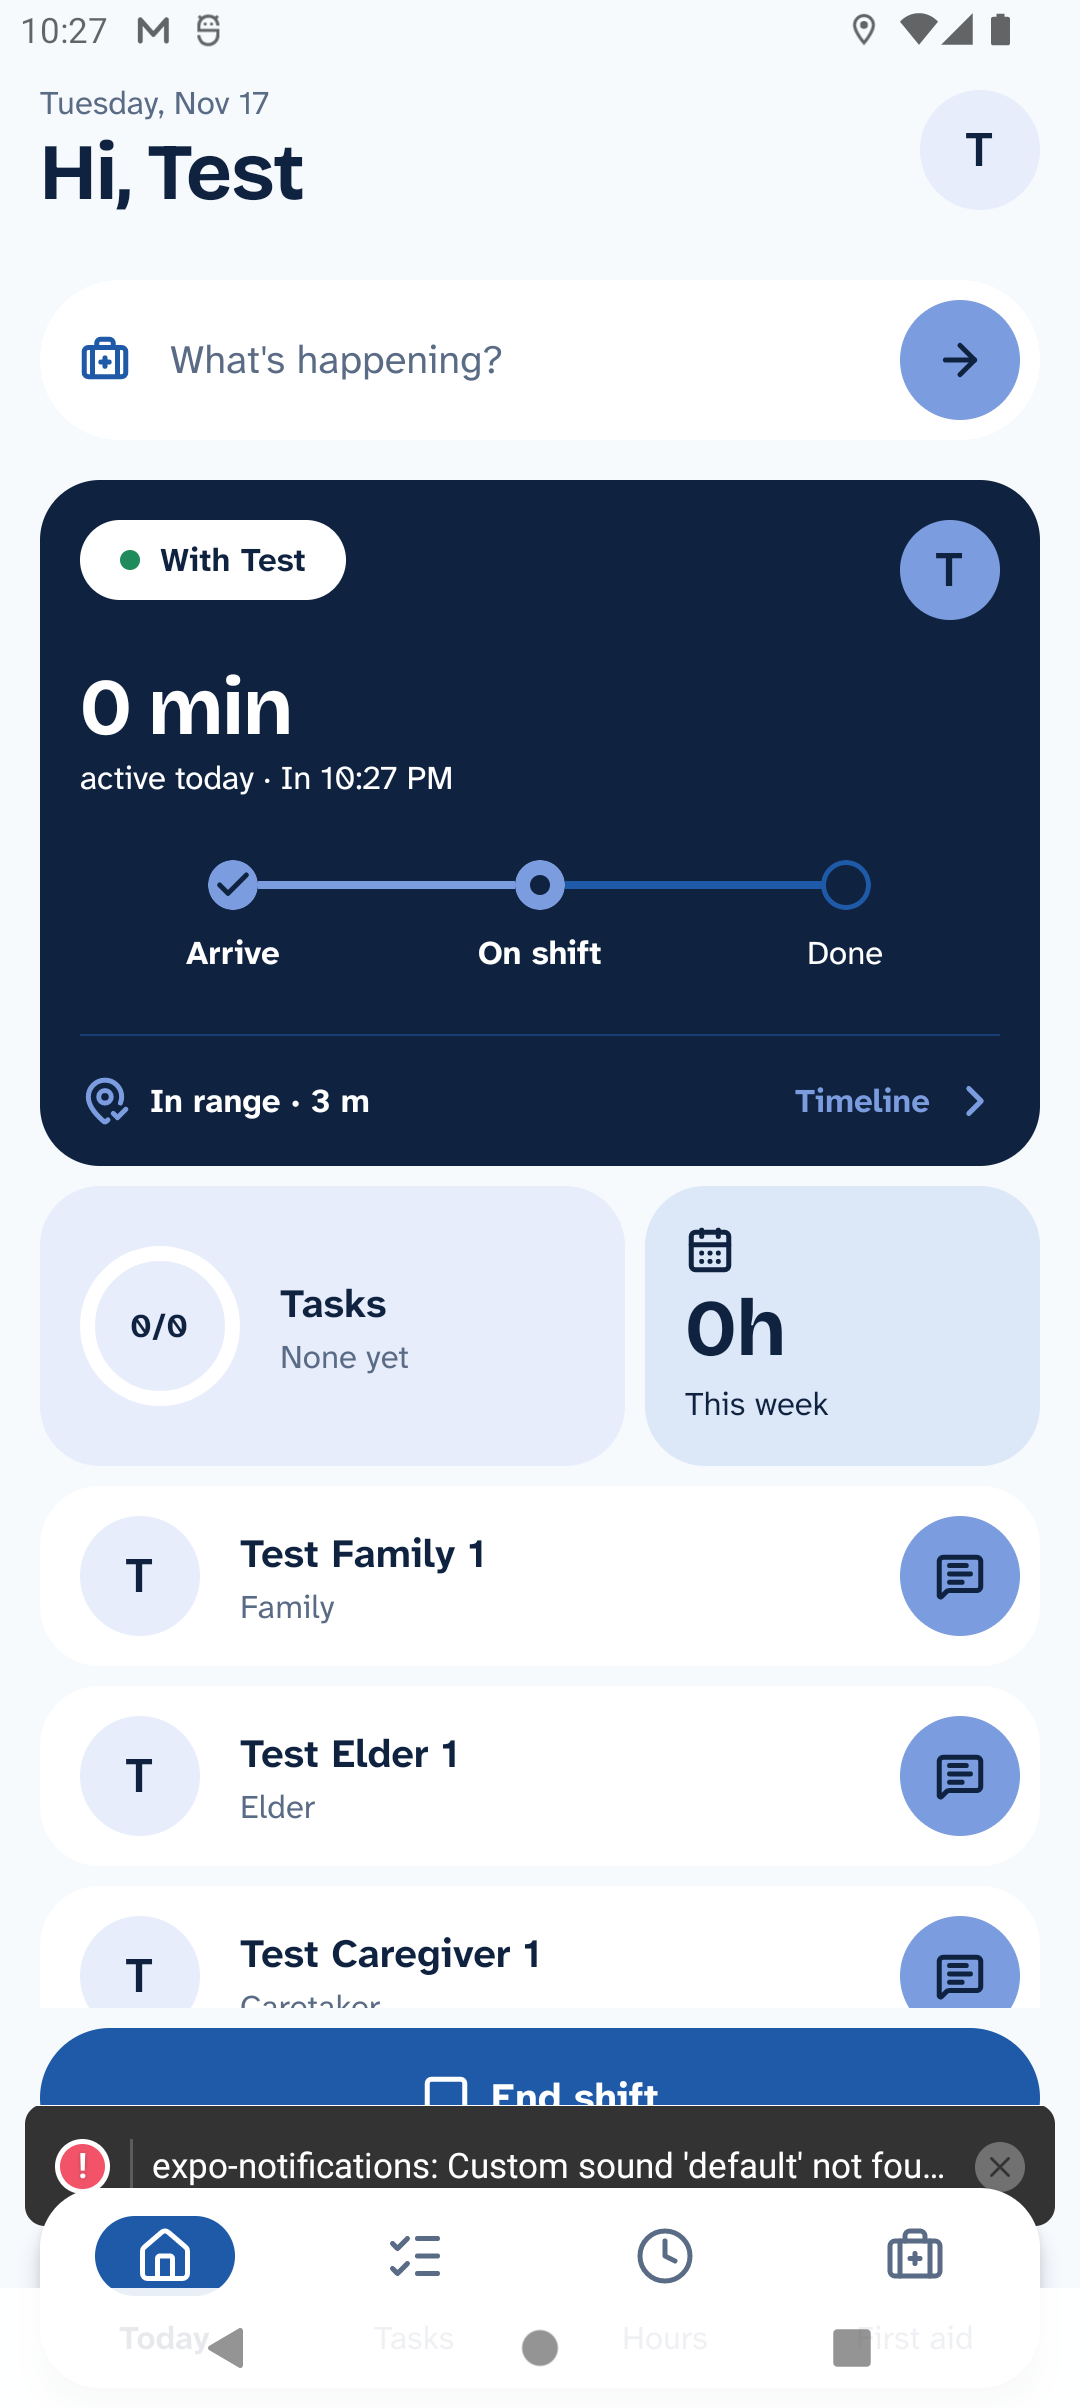 10:27
Tuesday, Nov 17
Hi, Test
T
What's happening?
With Test
T
0 min
active today · In 10:27 PM
Arrive
On shift
Done
In range · 3 m
Timeline
0/0
Tasks
None yet
0h
This week
T
Test Family 1
Family
T
Test Elder 1
Elder
T
Test Caregiver 1
Caretaker
End shift
expo-notifications: Custom sound 'default' not fou...
Today
Tasks
Hours
First aid